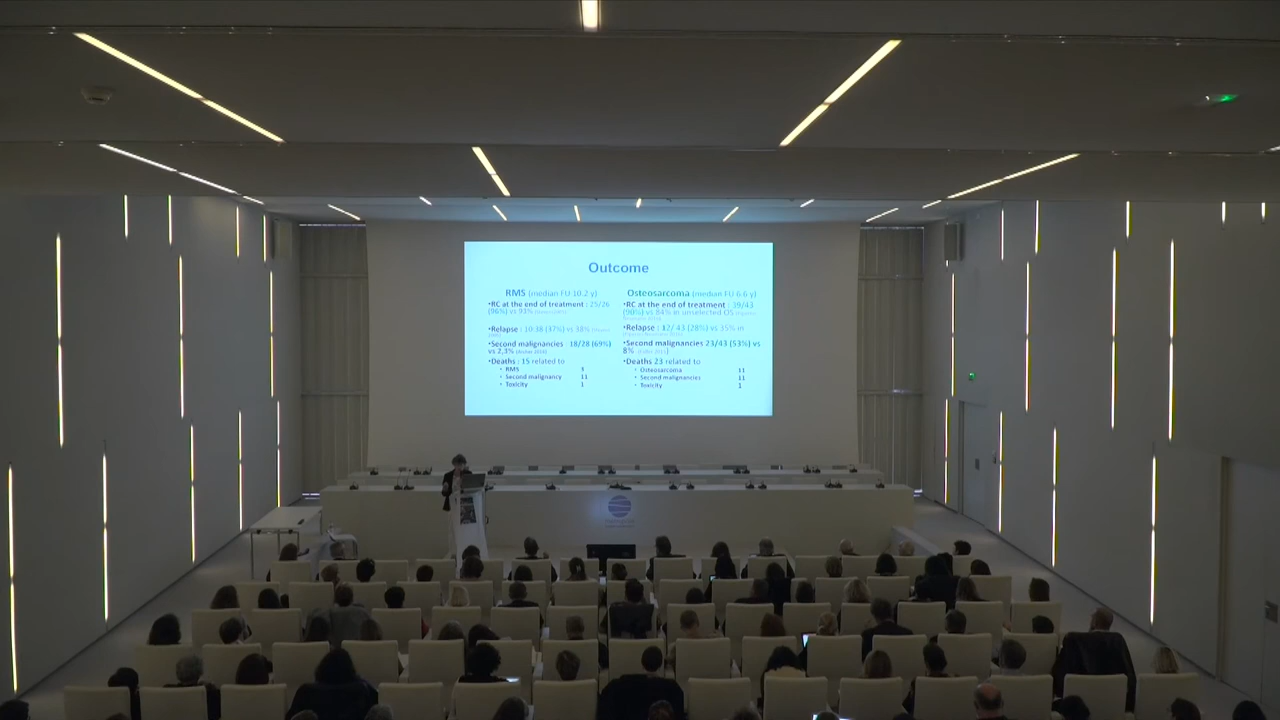 Outcome
RMS (median FU 10.2 y)
•RC at the end of treatment : 25/26
(96%) vs 91%
•Relapse : 10:38 (37%) vs 38%
•Second malignancies 18/28 (69%)
vs 2,3%
•Deaths : 15 related to
• RMS 3
• Second malignancy 11
• Toxicity 1
Osteosarcoma (median FU 6.6 y)
•RC at the end of treatment : 39/43
(90%) vs 84% in unselected OS
•Relapse : 12/ 43 (28%) vs 35% in
•Second malignancies 23/43 (53%) vs
8%
•Deaths 23 related to
• Osteosarcoma 11
• Second malignancies 11
• Toxicity 1